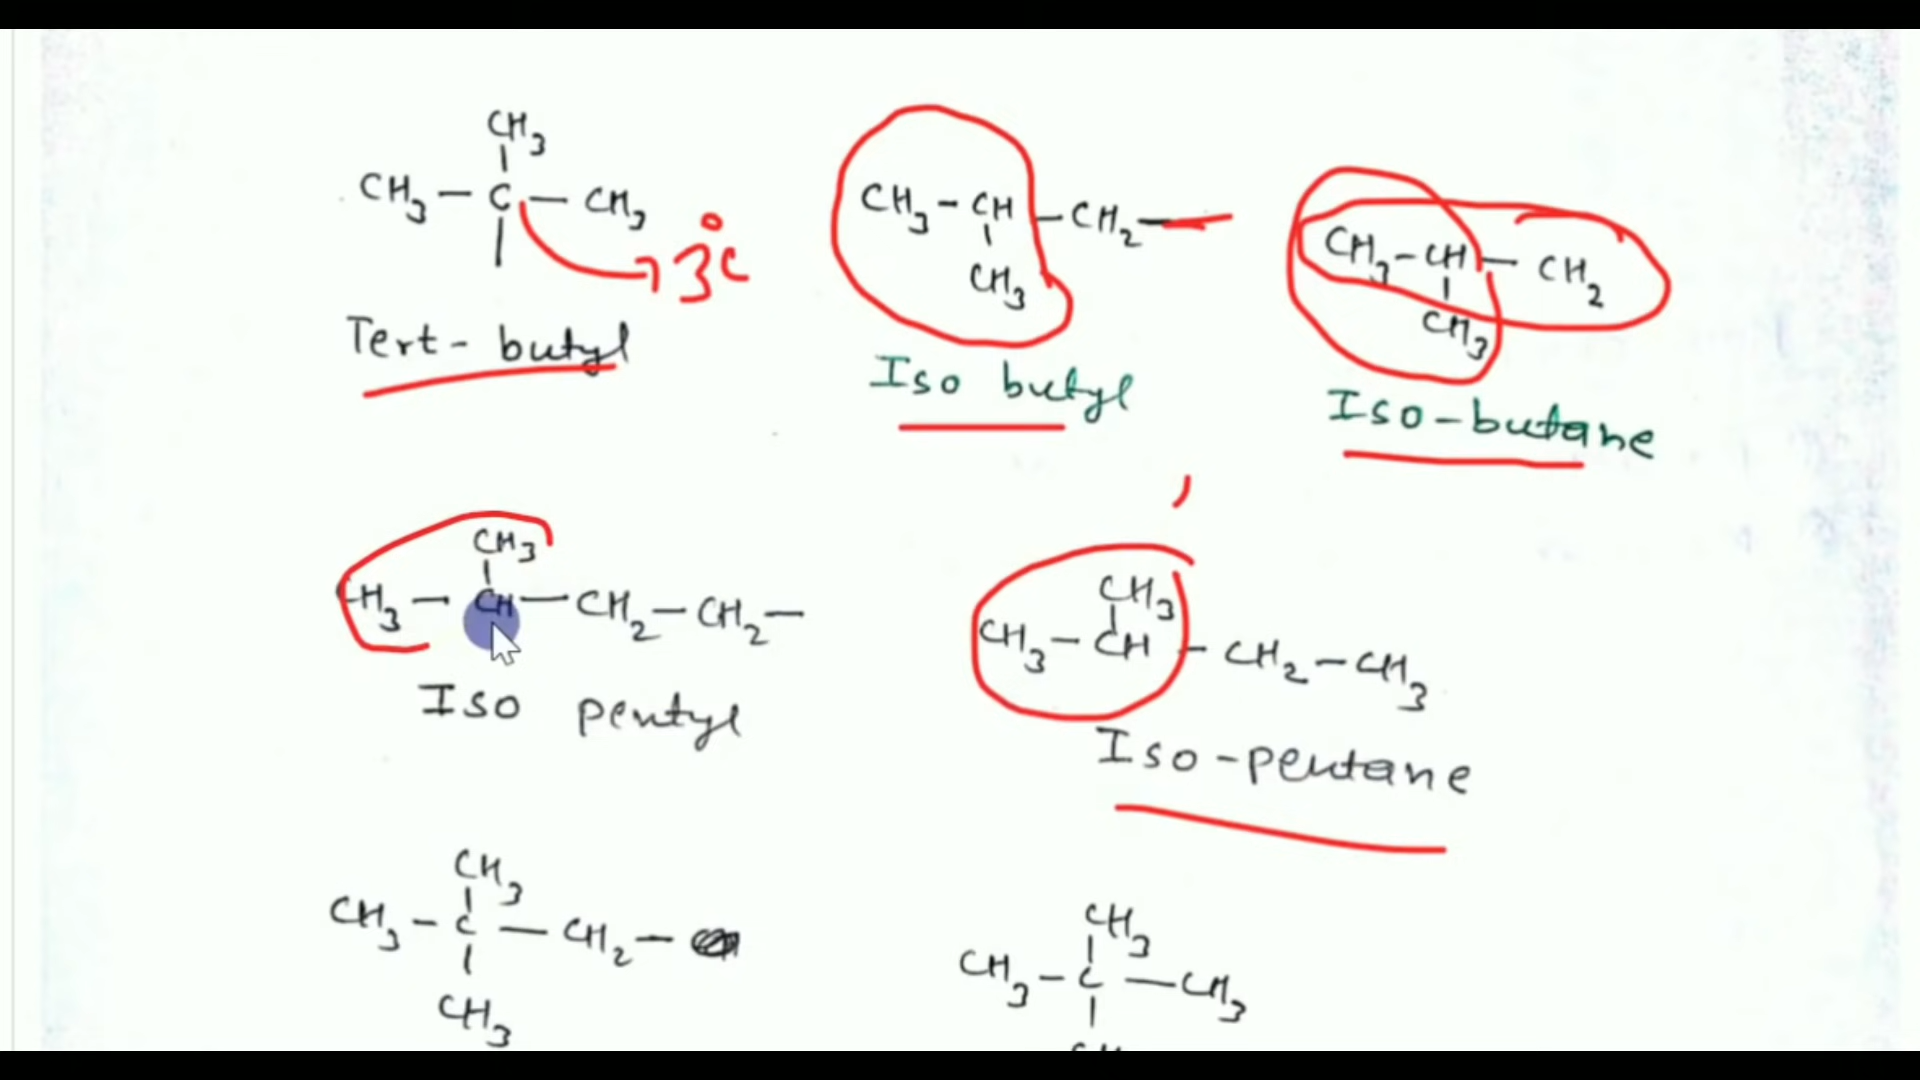 CH3
CH3 - C - CH3
3°C
Tert-butyl
CH3 - CH - CH2 -
CH3
Iso butyl
CH3 - CH - CH2
CH3
Iso-butane
CH3
CH3 - CH - CH2 - CH2 -
Iso pentyl
CH3
CH3 - CH - CH2 - CH3
Iso-pentane
CH3
CH3 - C - CH2 -
CH3
CH3
CH3 - C - CH3